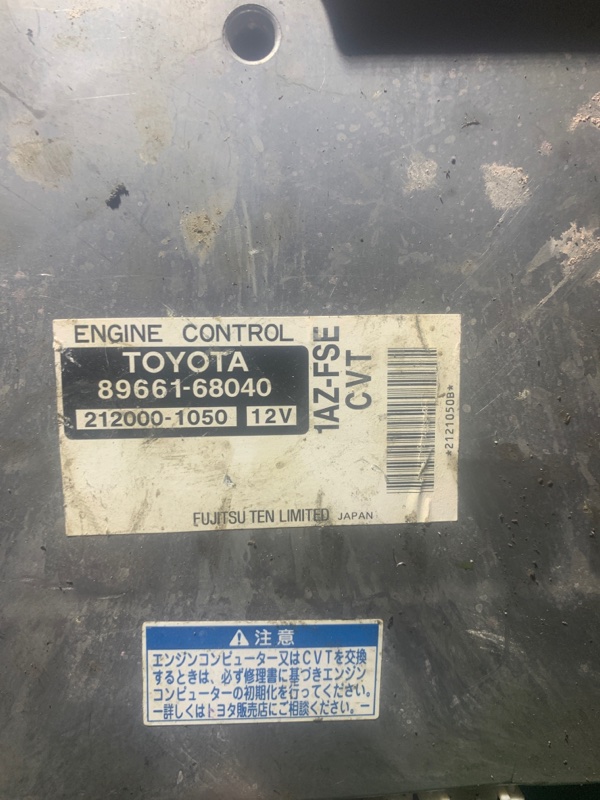 ENGINE CONTROL
TOYOTA
89661-68040
212000-1050 12V
1AZ-FSE
CVT
*2121050B*
FUJITSU TEN LIMITED JAPAN
⚠注意
エンジンコンピューター又はCVTを交換
するときは、必ず修理書に基づきエンジン
コンピューターの初期化を行ってください。
ー詳しくはトヨタ販売店にご相談ください。ー